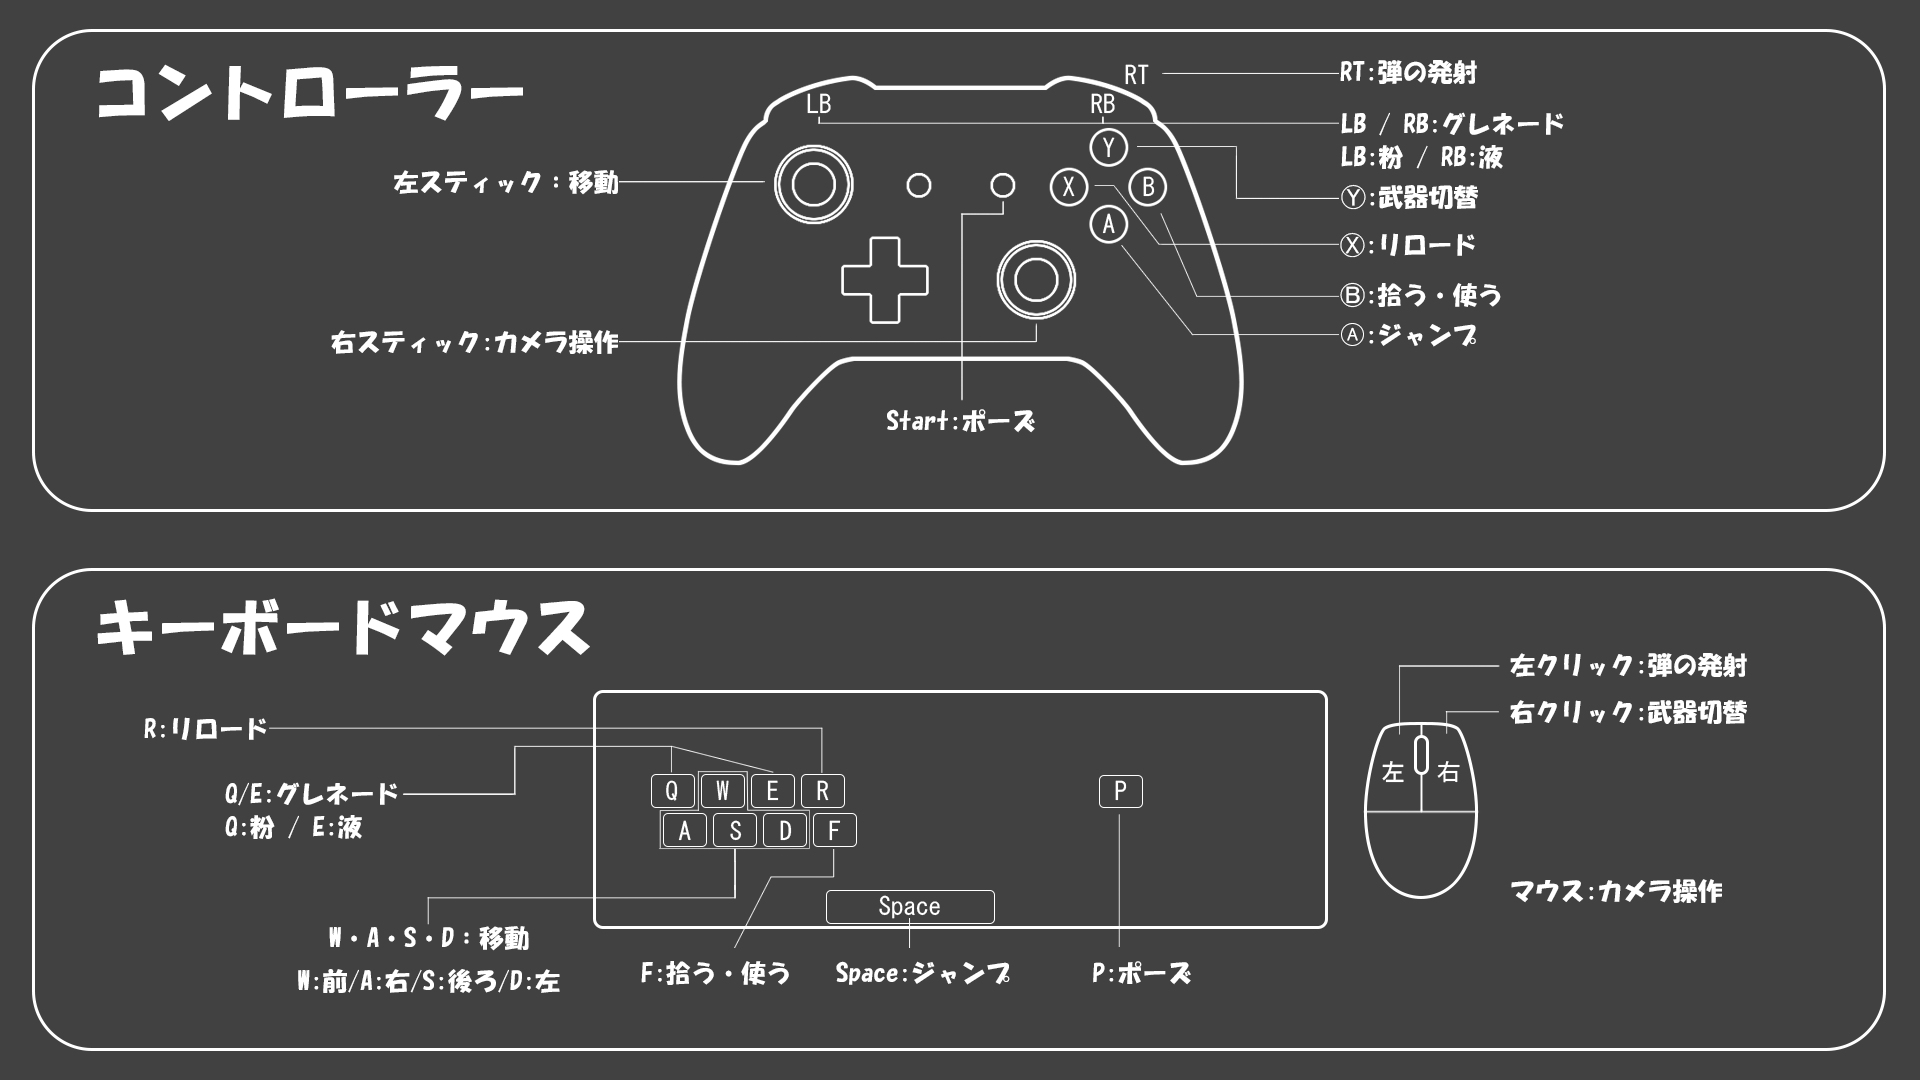 コントローラー
RT
RT:弾の発射
LB
RB
LB / RB:グレネード
LB:粉 / RB:液
Y
左スティック：移動
X
B
Ⓨ:武器切替
A
Ⓧ:リロード
Ⓑ:拾う・使う
右スティック:カメラ操作
Ⓐ:ジャンプ
Start:ポーズ
キーボードマウス
左クリック:弾の発射
右クリック:武器切替
R:リロード
左 右
Q/E:グレネード
Q:粉 / E:液
Q W E R
P
A S D F
マウス:カメラ操作
Space
W・A・S・D：移動
W:前/A:右/S:後ろ/D:左
F:拾う・使う
Space:ジャンプ
P:ポーズ